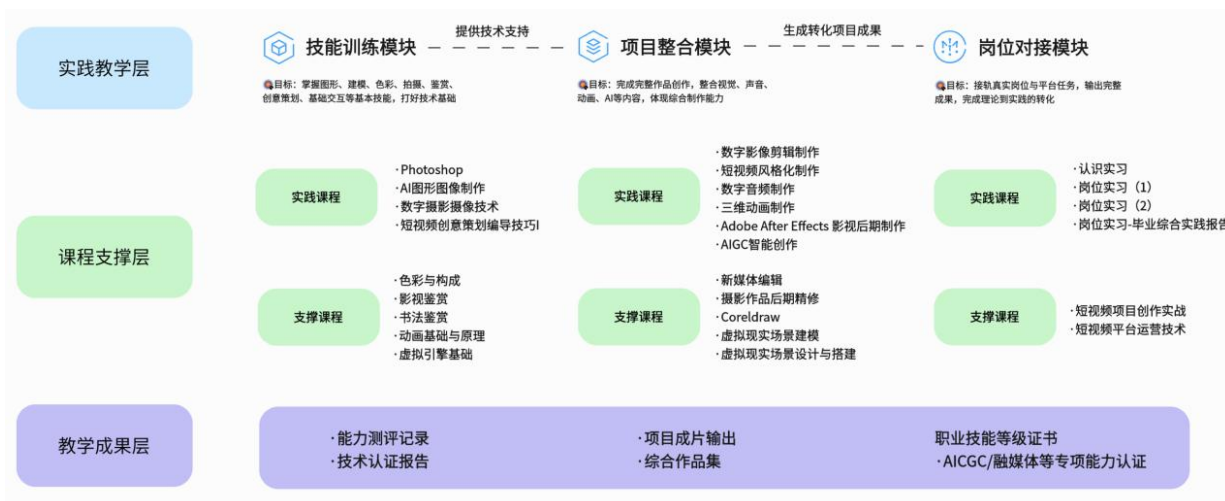 实践教学层
技能训练模块
提供技术支持
项目整合模块
生成转化项目成果
岗位对接模块
目标：掌握图形、建模、色彩、拍摄、鉴赏、
创意策划、基础交互等基本技能，打好技术基础
目标：完成完整作品创作，整合视觉、声音、
动画、AI等内容，体现综合制作能力
目标：接轨真实岗位与平台任务，输出完整
成果，完成理论到实践的转化
课程支撑层
实践课程
·Photoshop
·AI图形图像制作
·数字摄影摄像技术
·短视频创意策划编导技巧I
实践课程
·数字影像剪辑制作
·短视频风格化制作
·数字音频制作
·三维动画制作
·Adobe After Effects 影视后期制作
·AIGC智能创作
实践课程
·认识实习
·岗位实习（1）
·岗位实习（2）
·岗位实习-毕业综合实践报告
支撑课程
·色彩与构成
·影视鉴赏
·书法鉴赏
·动画基础与原理
·虚拟引擎基础
支撑课程
·新媒体编辑
·摄影作品后期精修
·Coreldraw
·虚拟现实场景建模
·虚拟现实场景设计与搭建
支撑课程
·短视频项目创作实战
·短视频平台运营技术
教学成果层
·能力测评记录
·技术认证报告
·项目成片输出
·综合作品集
职业技能等级证书
·AICGC/融媒体等专项能力认证